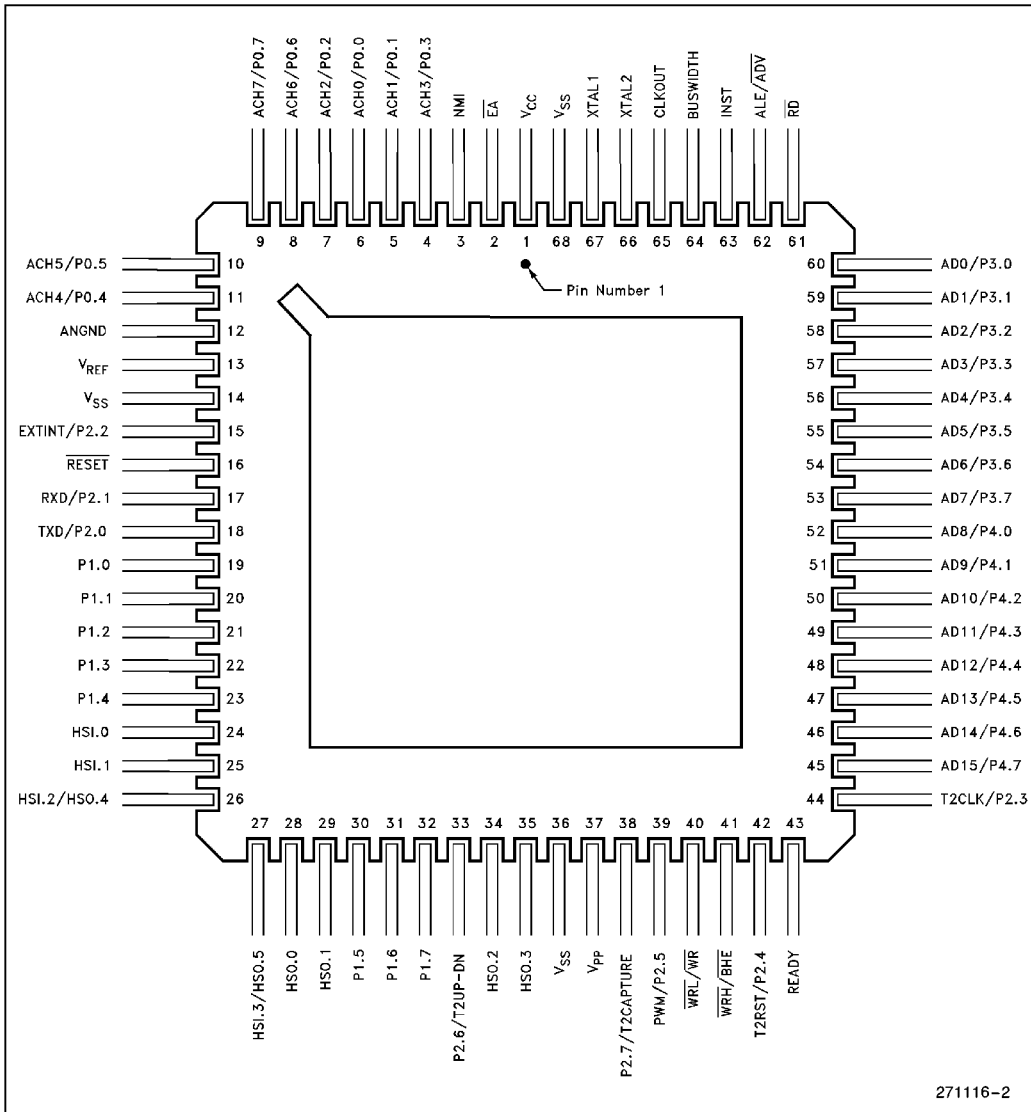 ACH7/P0.7
ACH6/P0.6
ACH2/P0.2
ACH0/P0.0
ACH1/P0.1
ACH3/P0.3
NMI
E̅A̅
VCC
VSS
XTAL1
XTAL2
CLKOUT
BUSWIDTH
INST
ALE/A̅D̅V̅
R̅D̅
9 8 7 6 5 4 3 2 1 68 67 66 65 64 63 62 61
Pin Number 1
ACH5/P0.5 10
ACH4/P0.4 11
ANGND 12
VREF 13
VSS 14
EXTINT/P2.2 15
R̅E̅S̅E̅T̅ 16
RXD/P2.1 17
TXD/P2.0 18
P1.0 19
P1.1 20
P1.2 21
P1.3 22
P1.4 23
HSI.0 24
HSI.1 25
HSI.2/HSO.4 26
60 AD0/P3.0
59 AD1/P3.1
58 AD2/P3.2
57 AD3/P3.3
56 AD4/P3.4
55 AD5/P3.5
54 AD6/P3.6
53 AD7/P3.7
52 AD8/P4.0
51 AD9/P4.1
50 AD10/P4.2
49 AD11/P4.3
48 AD12/P4.4
47 AD13/P4.5
46 AD14/P4.6
45 AD15/P4.7
44 T2CLK/P2.3
27 28 29 30 31 32 33 34 35 36 37 38 39 40 41 42 43
HSI.3/HSO.5
HSO.0
HSO.1
P1.5
P1.6
P1.7
P2.6/T2UP-DN
HSO.2
HSO.3
VSS
VPP
P2.7/T2CAPTURE
PWM/P2.5
W̅R̅L̅/W̅R̅
W̅R̅H̅/B̅H̅E̅
T2RST/P2.4
READY
271116-2